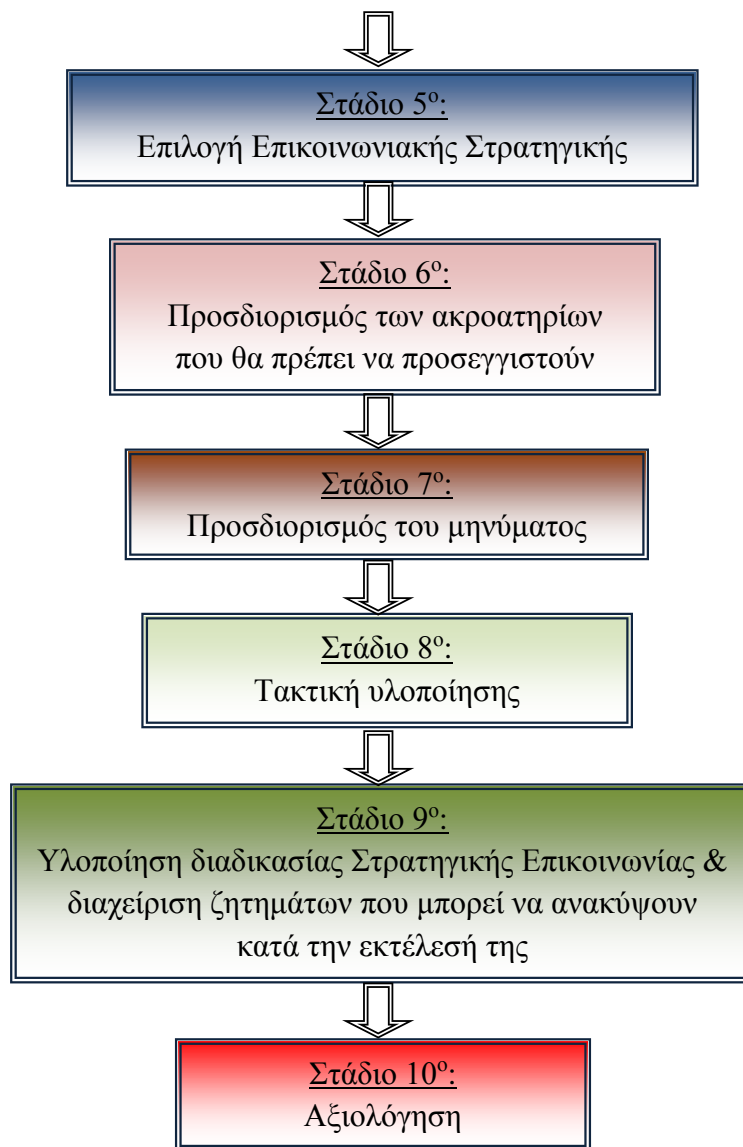 Στάδιο 5ο:
Επιλογή Επικοινωνιακής Στρατηγικής
Στάδιο 6ο:
Προσδιορισμός των ακροατηρίων
που θα πρέπει να προσεγγιστούν
Στάδιο 7ο:
Προσδιορισμός του μηνύματος
Στάδιο 8ο:
Τακτική υλοποίησης
Στάδιο 9ο:
Υλοποίηση διαδικασίας Στρατηγικής Επικοινωνίας &
διαχείριση ζητημάτων που μπορεί να ανακύψουν
κατά την εκτέλεσή της
Στάδιο 10ο:
Αξιολόγηση